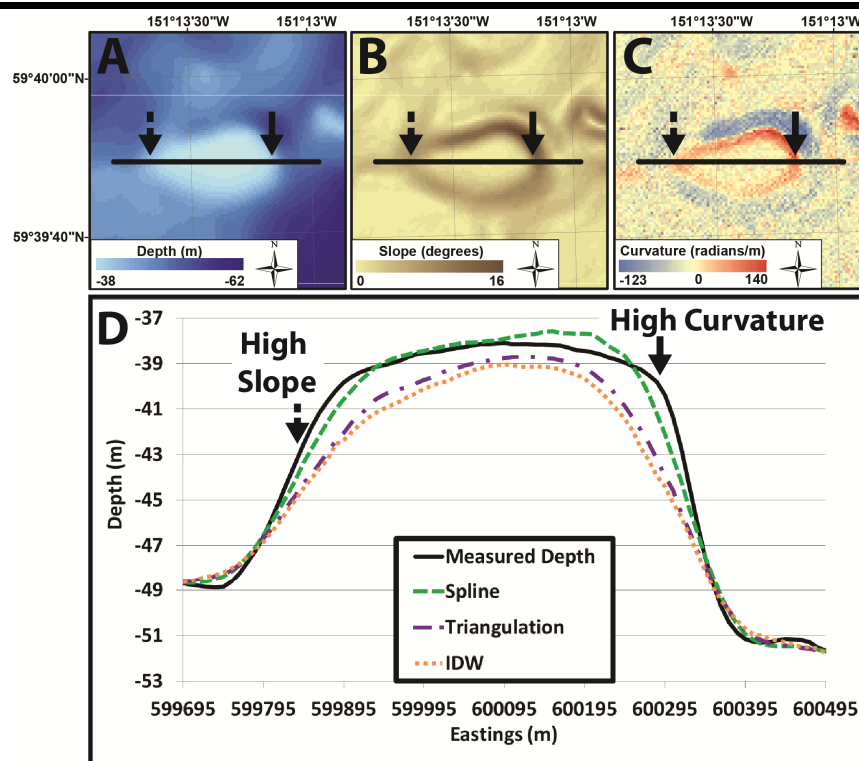 151°13'30"W 151°13'W 151°13'30"W 151°13'W 151°13'30"W 151°13'W
59°40'00"N
59°39'40"N
A
B
C
Depth (m)
-38 -62
N
Slope (degrees)
0 16
N
Curvature (radians/m)
-123 0 140
N
D
High
Slope
High Curvature
-37
-39
-41
-43
-45
-47
-49
-51
-53
Depth (m)
Measured Depth
Spline
Triangulation
IDW
599695 599795 599895 599995 600095 600195 600295 600395 600495
Eastings (m)